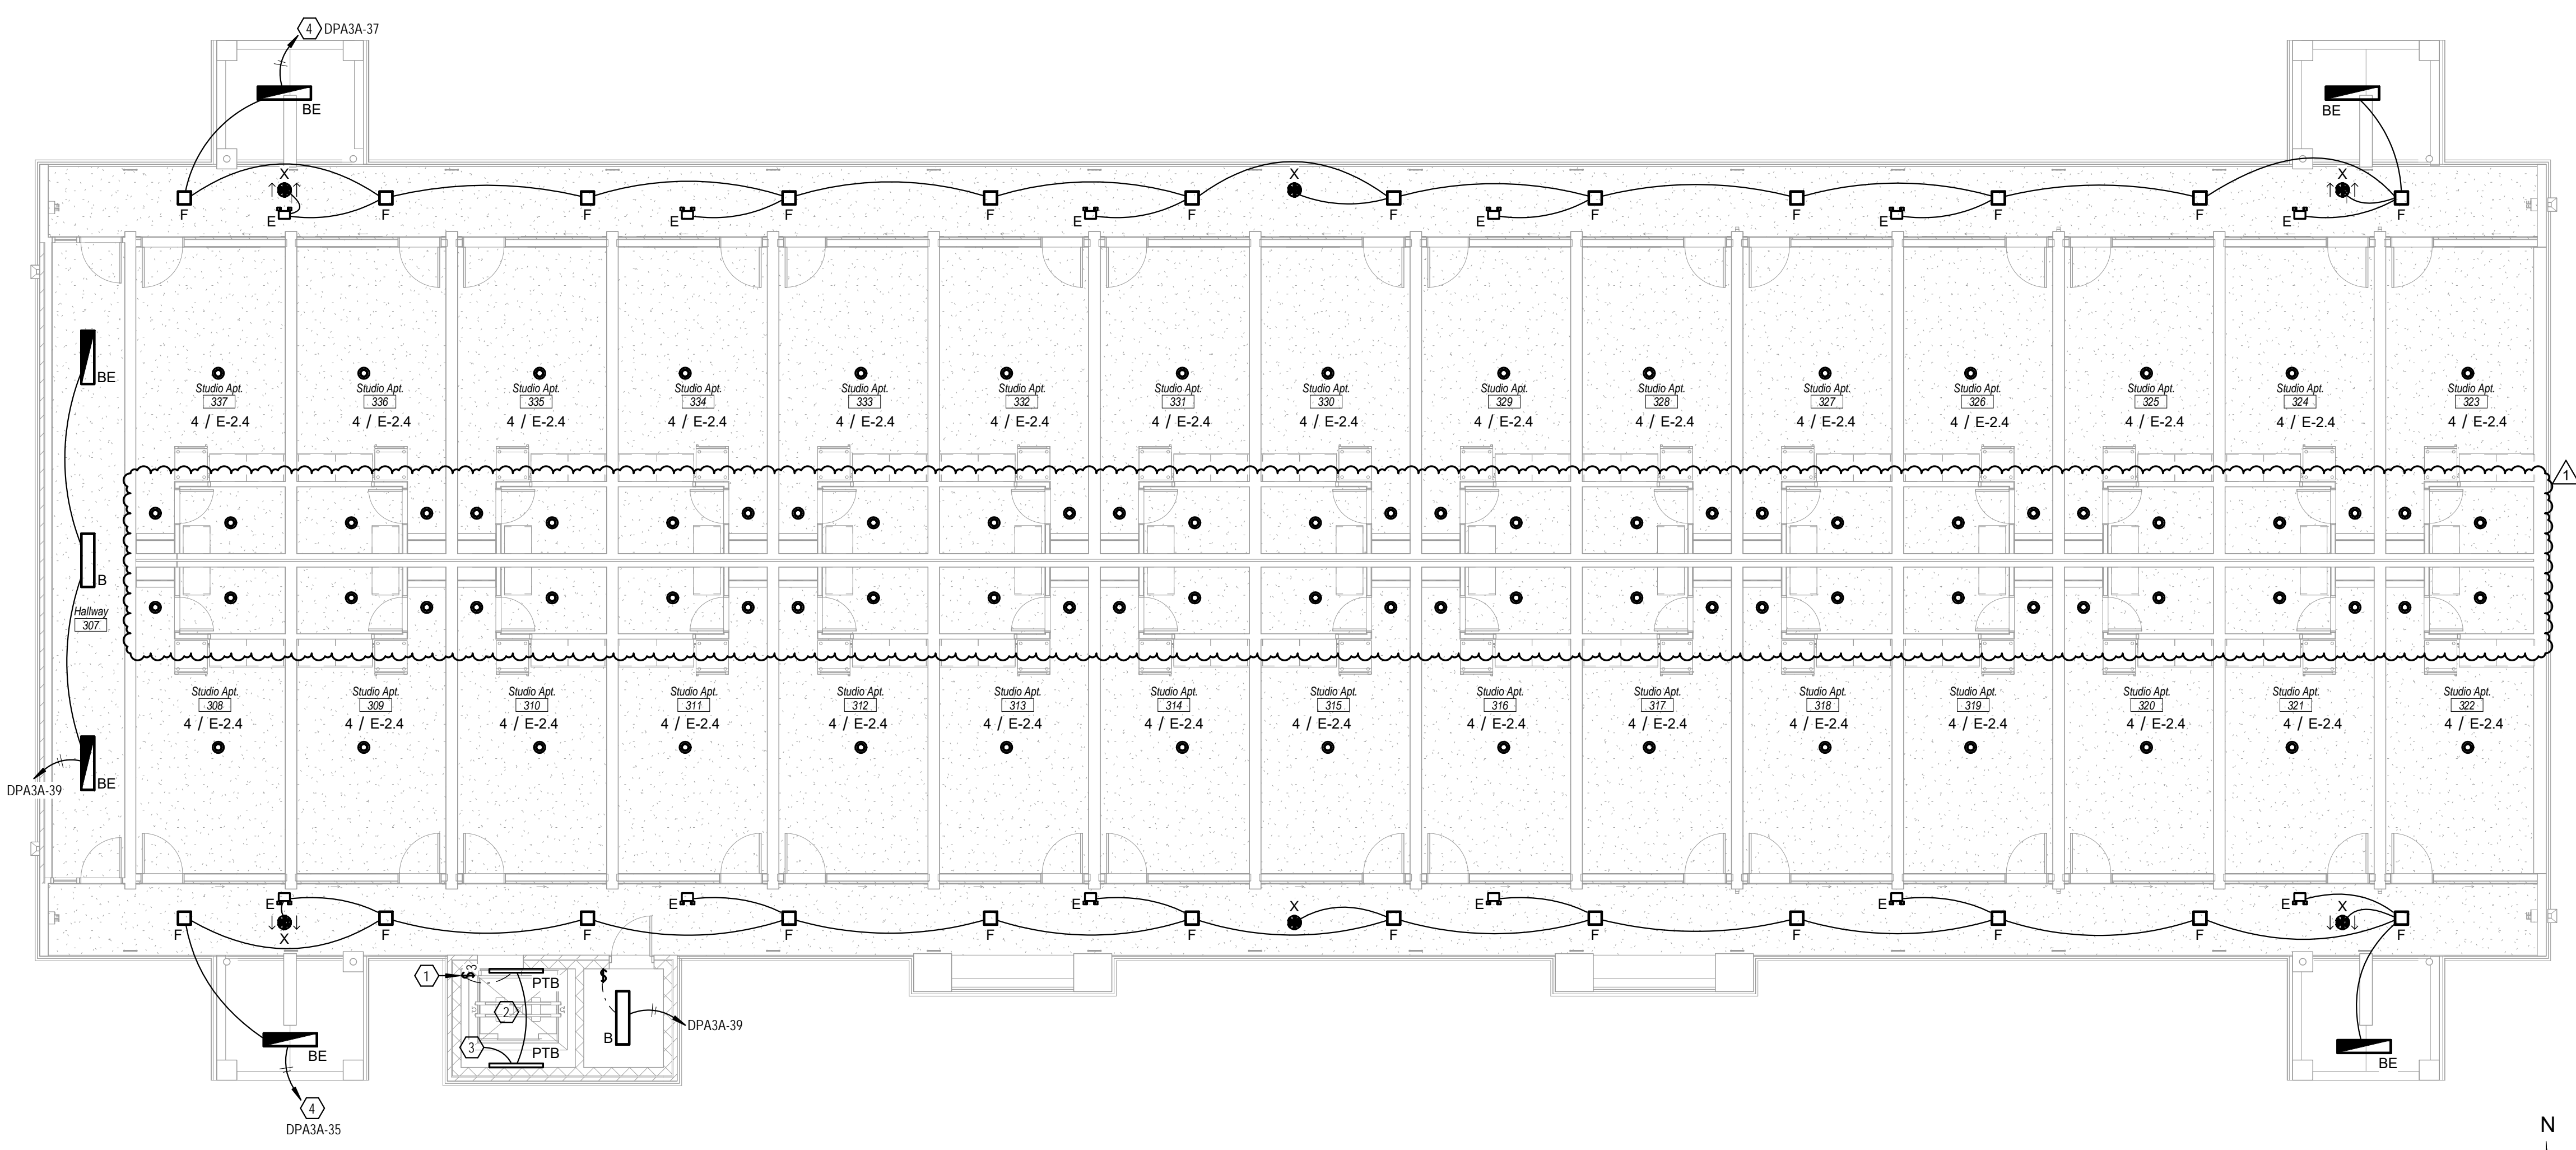 4 DPA3A-37
BE
BE
X
X
X
F F F F F F F F F F F F
E E E E E E
BE
Studio Apt. Studio Apt. Studio Apt. Studio Apt. Studio Apt. Studio Apt. Studio Apt. Studio Apt. Studio Apt. Studio Apt. Studio Apt. Studio Apt. Studio Apt. Studio Apt. Studio Apt.
337 336 335 334 333 332 331 330 329 328 327 326 325 324 323
4 / E-2.4 4 / E-2.4 4 / E-2.4 4 / E-2.4 4 / E-2.4 4 / E-2.4 4 / E-2.4 4 / E-2.4 4 / E-2.4 4 / E-2.4 4 / E-2.4 4 / E-2.4 4 / E-2.4 4 / E-2.4 4 / E-2.4
1
B
Hallway
307
Studio Apt. Studio Apt. Studio Apt. Studio Apt. Studio Apt. Studio Apt. Studio Apt. Studio Apt. Studio Apt. Studio Apt. Studio Apt. Studio Apt. Studio Apt. Studio Apt. Studio Apt.
308 309 310 311 312 313 314 315 316 317 318 319 320 321 322
4 / E-2.4 4 / E-2.4 4 / E-2.4 4 / E-2.4 4 / E-2.4 4 / E-2.4 4 / E-2.4 4 / E-2.4 4 / E-2.4 4 / E-2.4 4 / E-2.4 4 / E-2.4 4 / E-2.4 4 / E-2.4 4 / E-2.4
BE
DPA3A-39
E E E E E E
X X X
F F F F F F F F F F F F
1 $3
$
PTB
2
B DPA3A-39
3 PTB
BE
BE
4
DPA3A-35
N